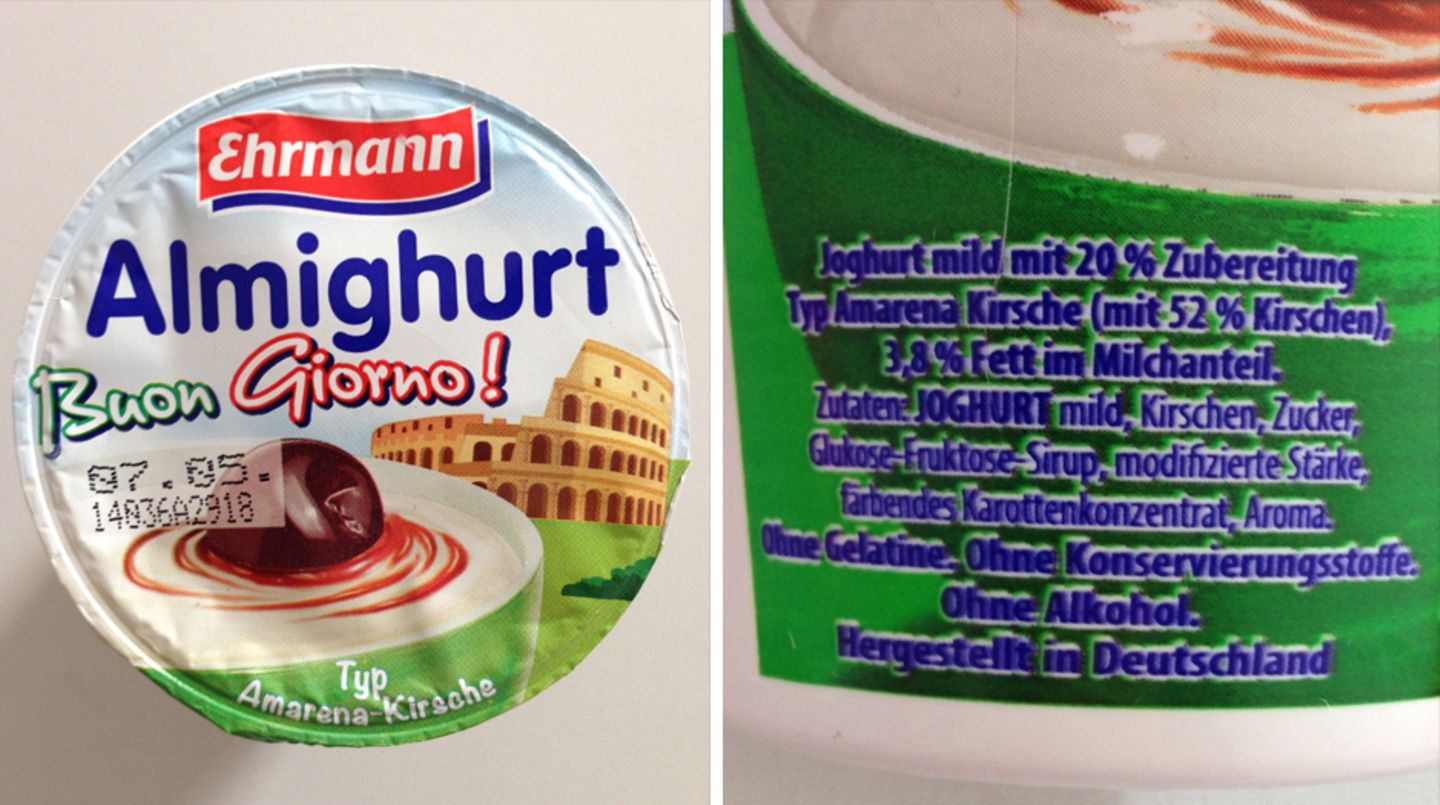 Ehrmann
Almighurt
Buon Giorno!
07.05.
14036A2918
Typ
Amarena-Kirsche
Joghurt mild mit 20 % Zubereitung
Typ Amarena Kirsche (mit 52 % Kirschen),
3,8 % Fett im Milchanteil.
Zutaten: JOGHURT mild, Kirschen, Zucker,
Glukose-Fruktose-Sirup, modifizierte Stärke,
färbendes Karottenkonzentrat, Aroma.
Ohne Gelatine. Ohne Konservierungsstoffe.
Ohne Alkohol.
Hergestellt in Deutschland